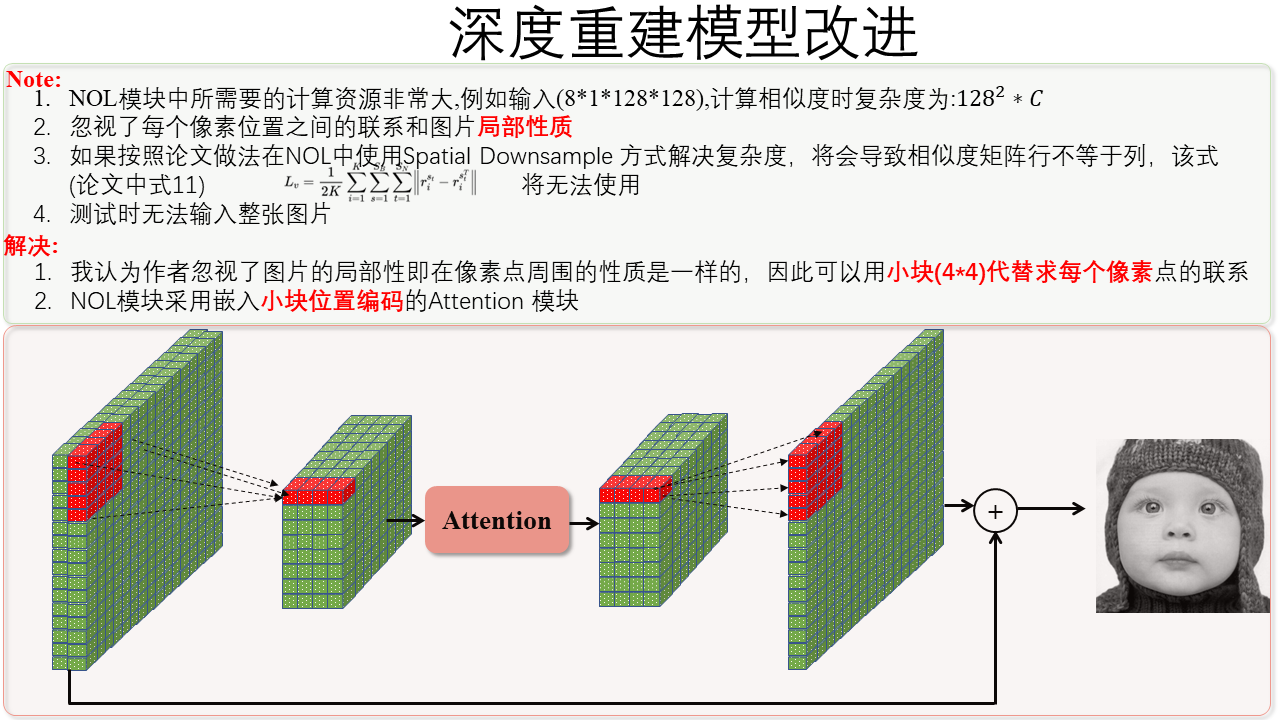 深度重建模型改进
Note:
1. NOL模块中所需要的计算资源非常大,例如输入(8*1*128*128),计算相似度时复杂度为:128² ∗ C
2. 忽视了每个像素位置之间的联系和图片局部性质
3. 如果按照论文做法在NOL中使用Spatial Downsample 方式解决复杂度，将会导致相似度矩阵行不等于列，该式
(论文中式11) L_v = \frac{1}{2K} \sum_{i=1}^{K} \sum_{s=1}^{S_E} \sum_{t=1}^{S_N} \| r_i^{s_t} - r_i^{s_t^T} \| 将无法使用
4. 测试时无法输入整张图片
解决:
1. 我认为作者忽视了图片的局部性即在像素点周围的性质是一样的，因此可以用小块(4*4)代替求每个像素点的联系
2. NOL模块采用嵌入小块位置编码的Attention 模块
Attention
+